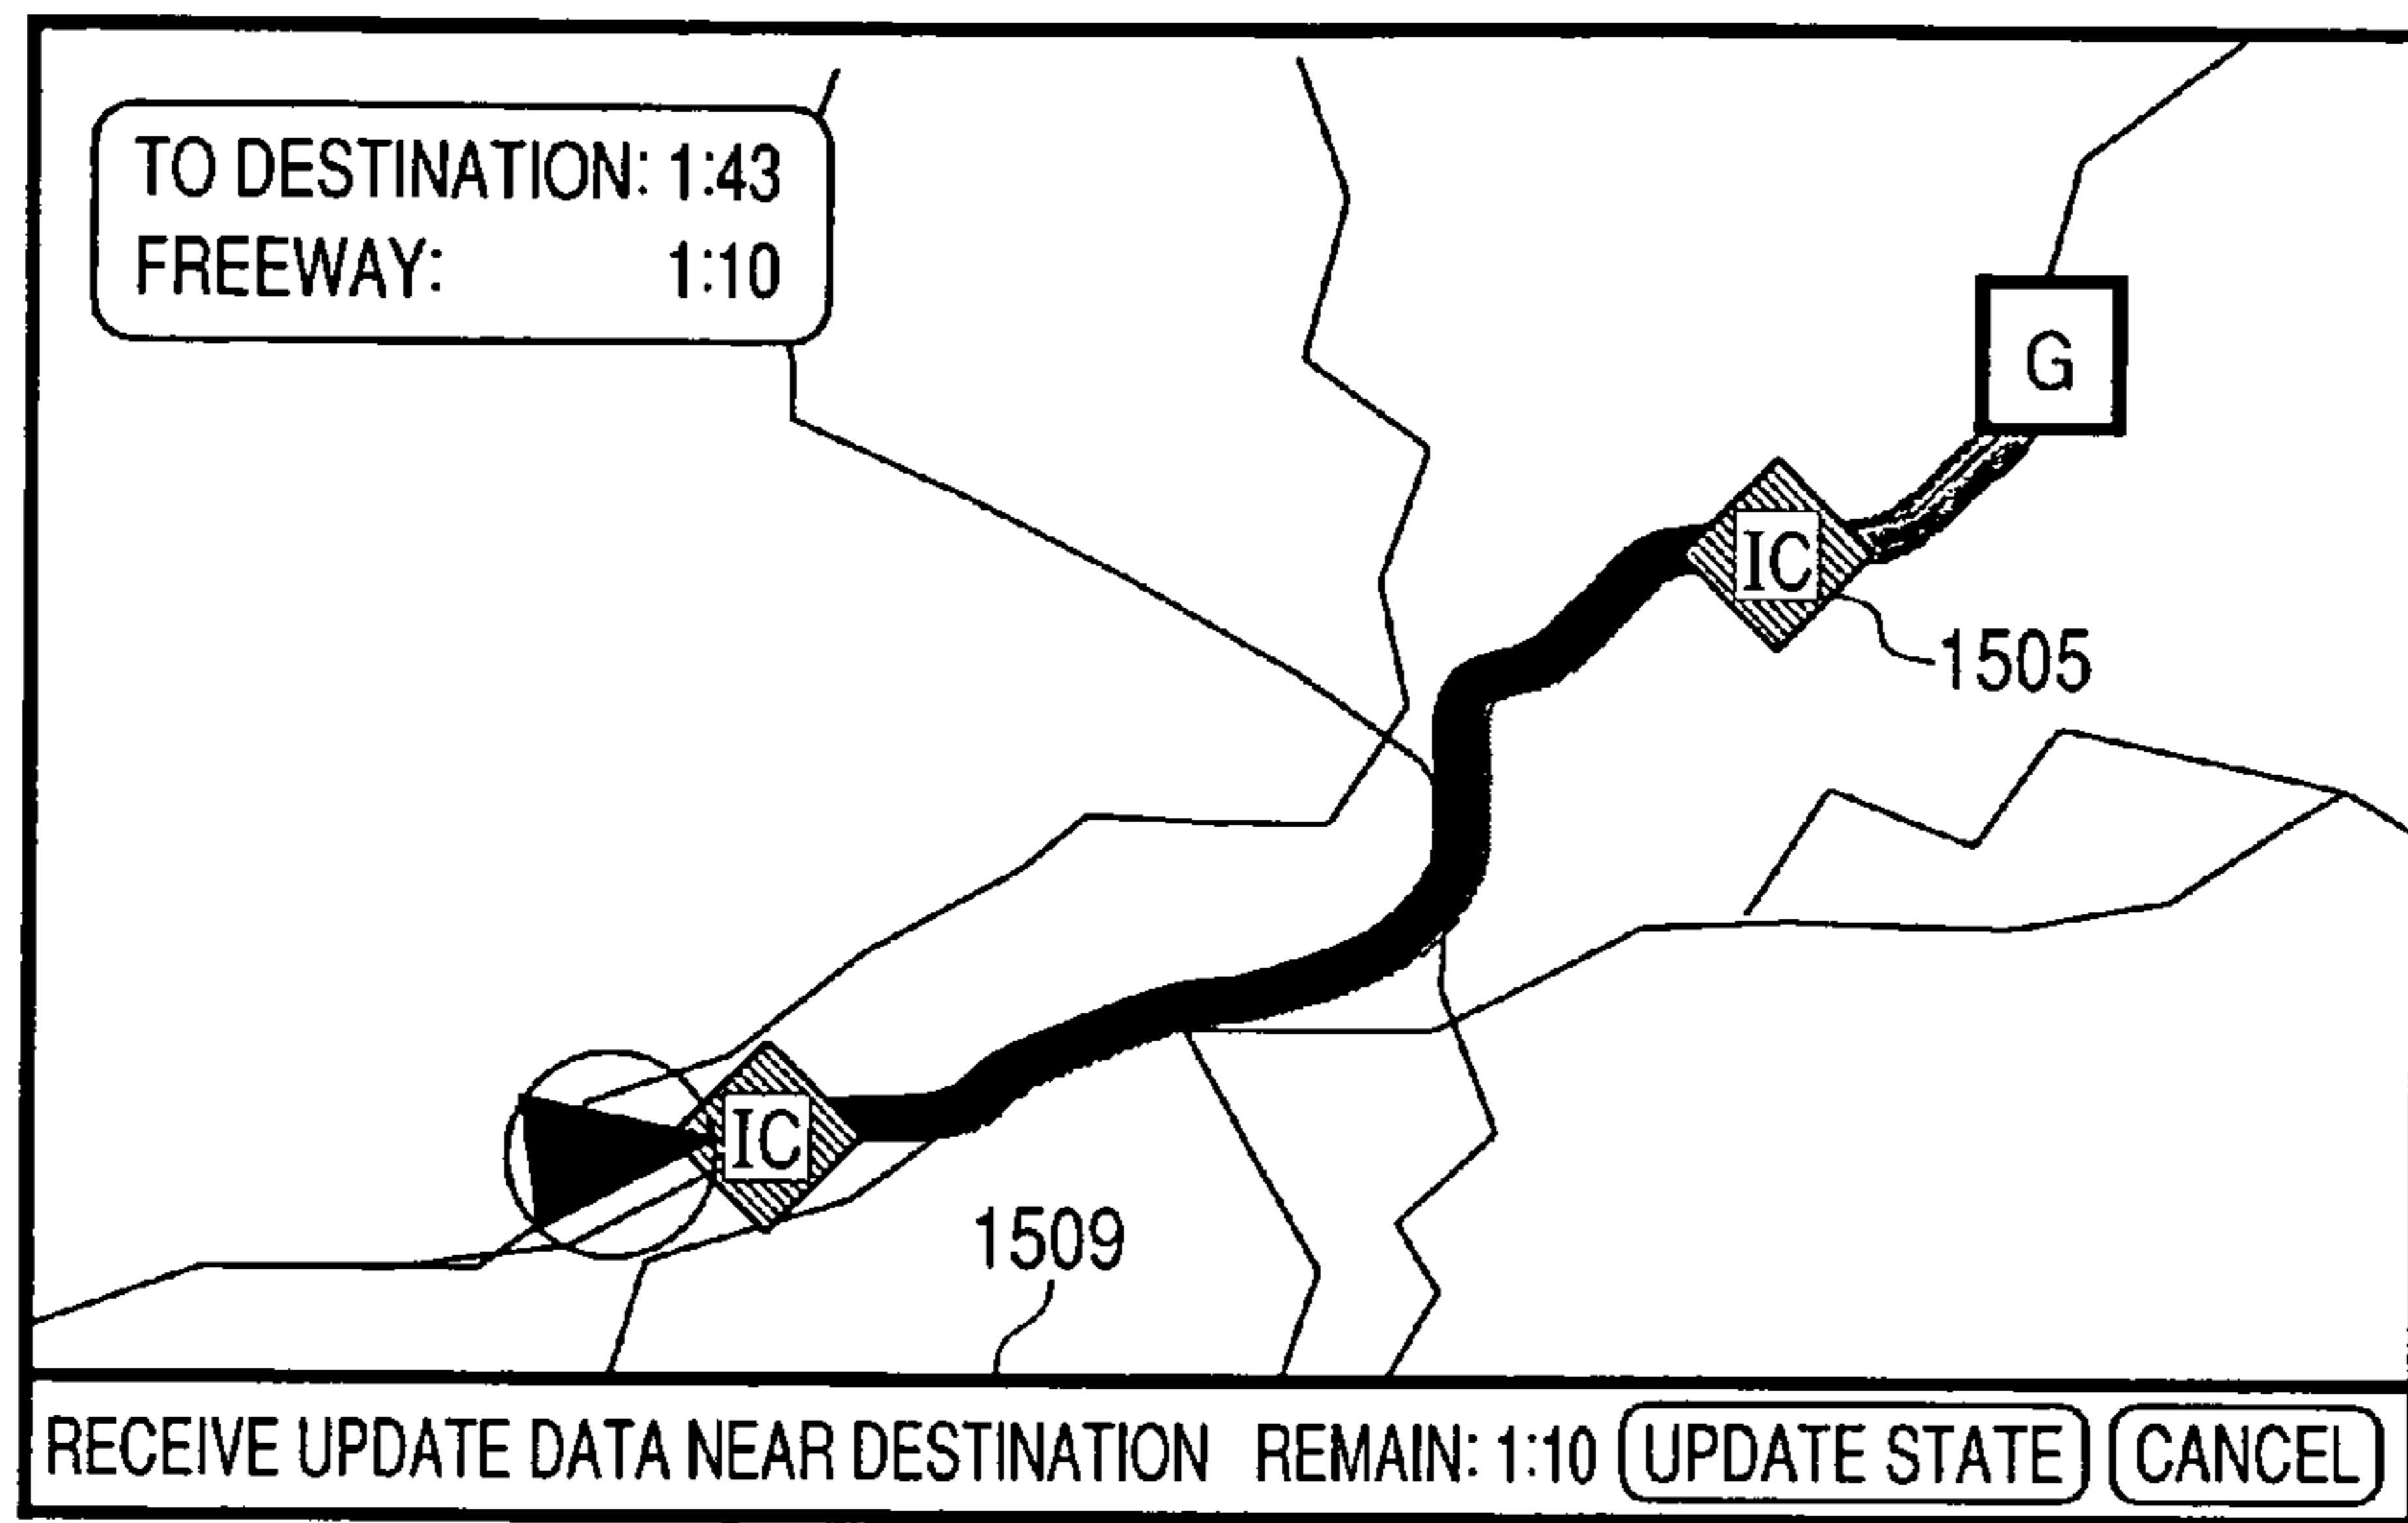 TO DESTINATION: 1:43
FREEWAY: 1:10
G
IC
1505
IC
1509
RECEIVE UPDATE DATA NEAR DESTINATION REMAIN: 1:10 UPDATE STATE CANCEL